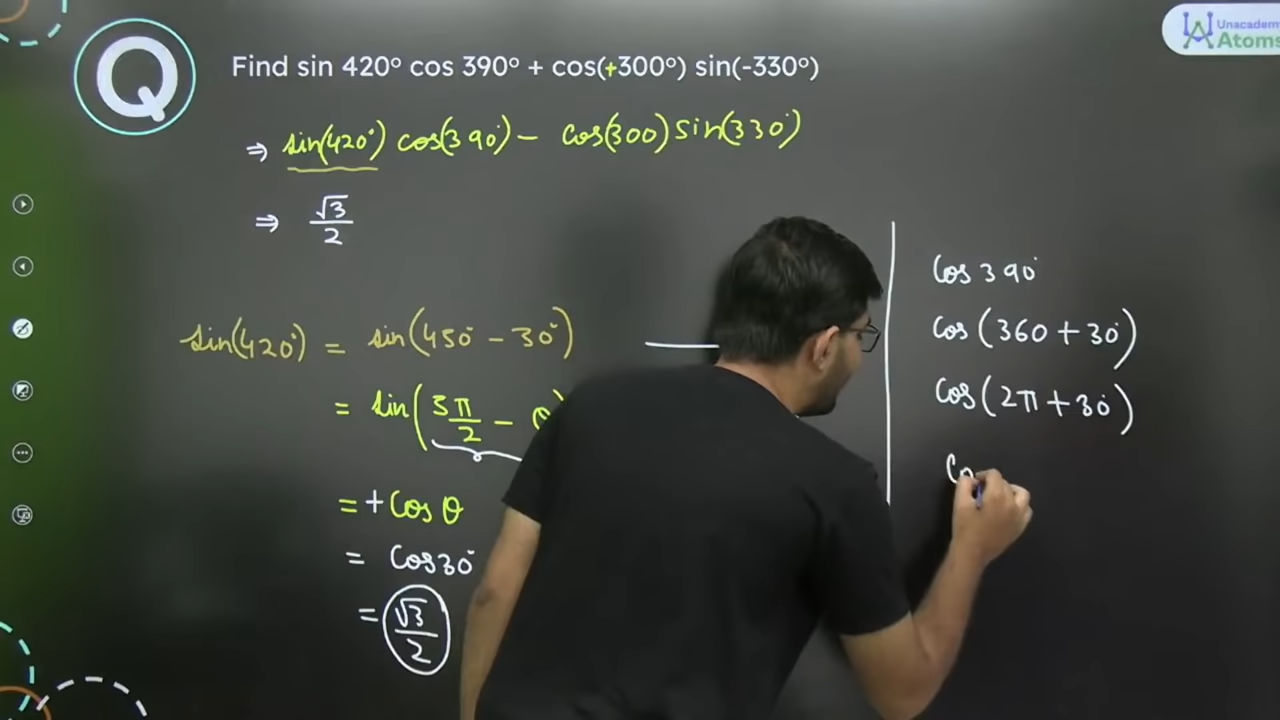 Q
Find sin 420° cos 390° + cos(+300°) sin(-330°)
Unacademy
Atoms
⇒ sin(420°) cos(390°) - cos(300) sin(330°)
⇒ √3/2
sin(420°) = sin(450° - 30°)
= sin(5π/2 - θ
= + cos θ
= cos 30°
= √3/2
cos 390°
cos (360 + 30°)
cos (2π + 30°)